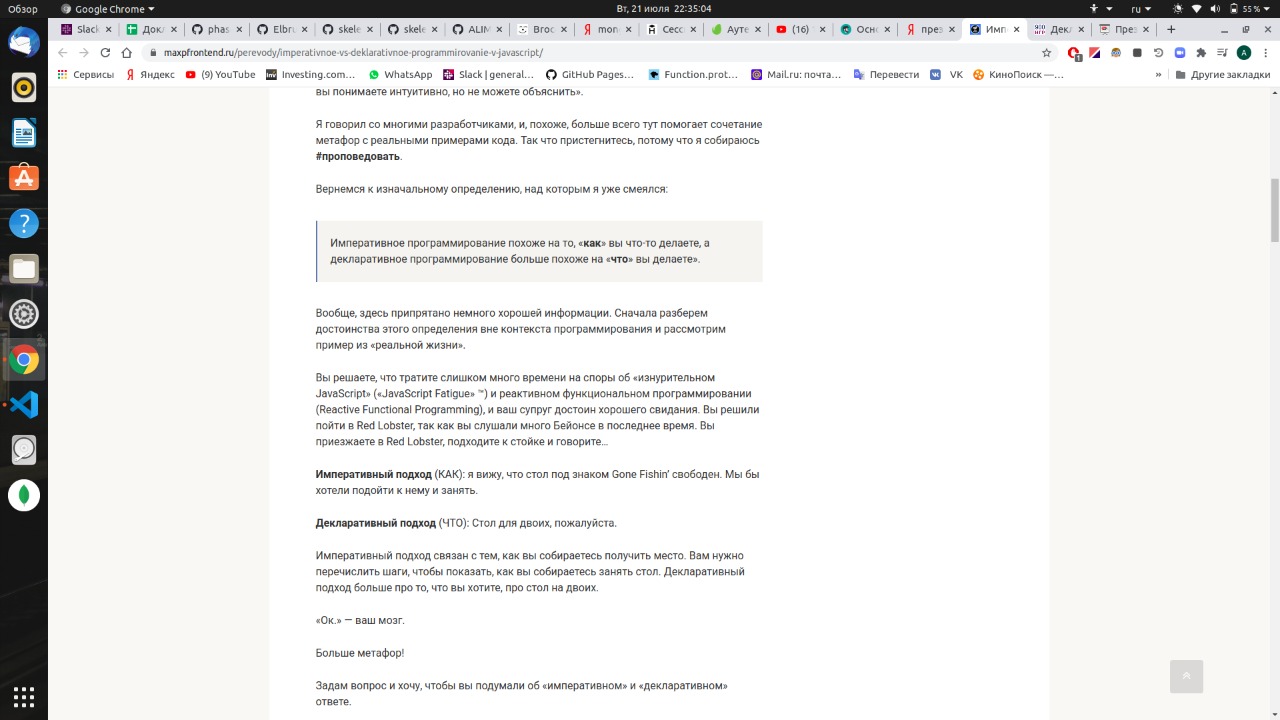 Обзор
Google Chrome
Вт, 21 июля 22:35:04
ru
55 %
Slack
Докл
phas
Elbru
skele
skele
ALIM
Broc
mon
Сесс
Ауте
(16)
Осно
през
Имп
Декл
През
maxpfrontend.ru/perevody/imperativnoe-vs-deklarativnoe-programmirovanie-v-javascript/
1
A
Сервисы
Яндекс
(9) YouTube
Investing.com...
WhatsApp
Slack | general...
GitHub Pages...
Function.prot...
Mail.ru: почта...
Перевести
VK
КиноПоиск —...
»
Другие закладки
вы понимаете интуитивно, но не можете объяснить».
Я говорил со многими разработчиками, и, похоже, больше всего тут помогает сочетание
метафор с реальными примерами кода. Так что пристегнитесь, потому что я собираюсь
#проповедовать.
Вернемся к изначальному определению, над которым я уже смеялся:
Императивное программирование похоже на то, «как» вы что-то делаете, а
декларативное программирование больше похоже на «что» вы делаете».
Вообще, здесь припрятано немного хорошей информации. Сначала разберем
достоинства этого определения вне контекста программирования и рассмотрим
пример из «реальной жизни».
Вы решаете, что тратите слишком много времени на споры об «изнурительном
JavaScript» («JavaScript Fatigue» ™) и реактивном функциональном программировании
(Reactive Functional Programming), и ваш супруг достоин хорошего свидания. Вы решили
пойти в Red Lobster, так как вы слушали много Бейонсе в последнее время. Вы
приезжаете в Red Lobster, подходите к стойке и говорите…
Императивный подход (КАК): я вижу, что стол под знаком Gone Fishin’ свободен. Мы бы
хотели подойти к нему и занять.
Декларативный подход (ЧТО): Стол для двоих, пожалуйста.
Императивный подход связан с тем, как вы собираетесь получить место. Вам нужно
перечислить шаги, чтобы показать, как вы собираетесь занять стол. Декларативный
подход больше про то, что вы хотите, про стол на двоих.
«Ок.» — ваш мозг.
Больше метафор!
Задам вопрос и хочу, чтобы вы подумали об «императивном» и «декларативном»
ответе.